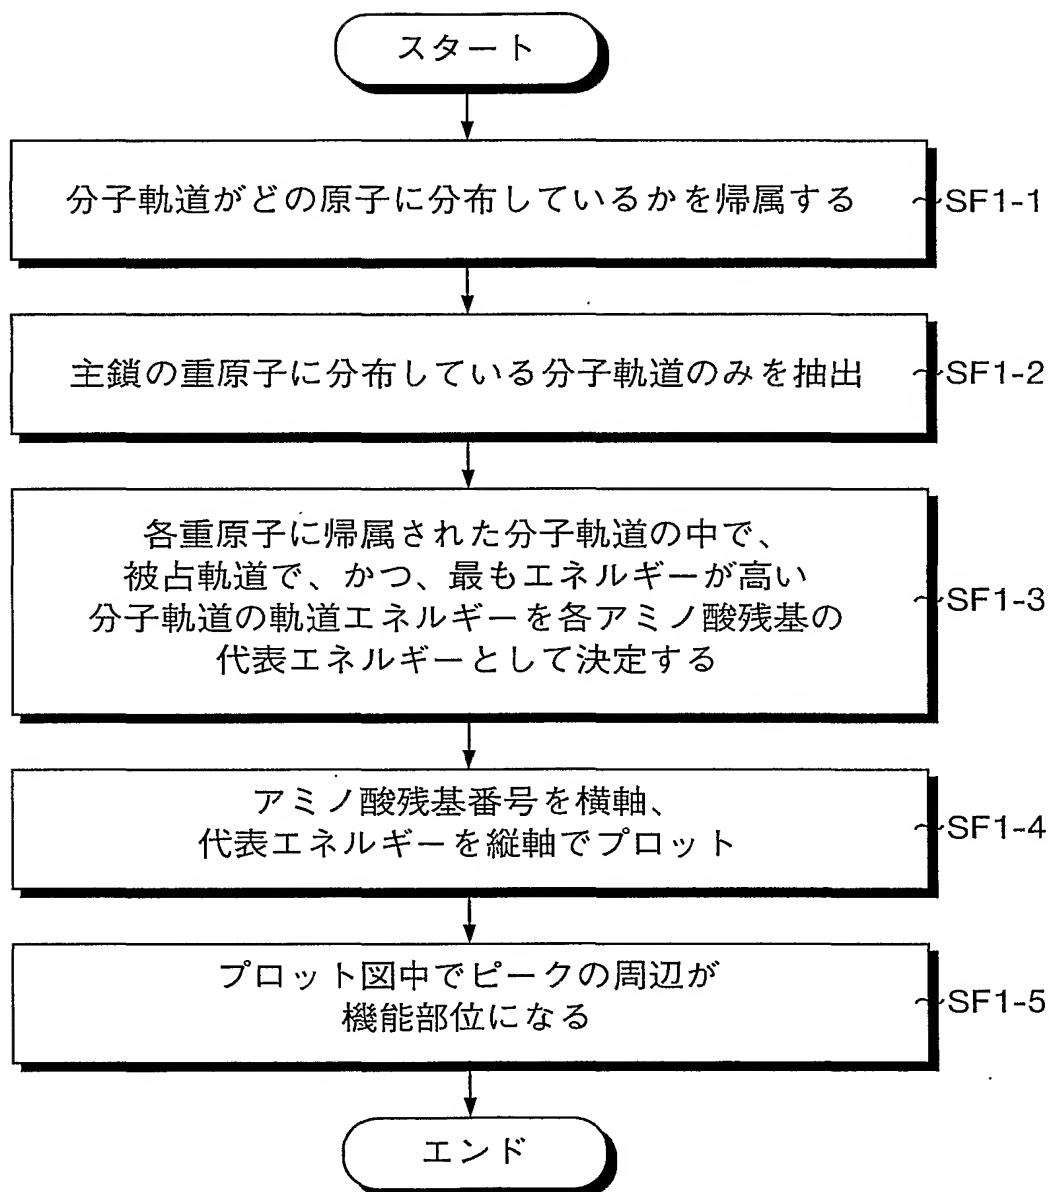 スタート
分子軌道がどの原子に分布しているかを帰属する
SF1-1
主鎖の重原子に分布している分子軌道のみを抽出
SF1-2
各重原子に帰属された分子軌道の中で、
被占軌道で、かつ、最もエネルギーが高い
分子軌道の軌道エネルギーを各アミノ酸残基の
代表エネルギーとして決定する
SF1-3
アミノ酸残基番号を横軸、
代表エネルギーを縦軸でプロット
SF1-4
プロット図中でピークの周辺が
機能部位になる
SF1-5
エンド